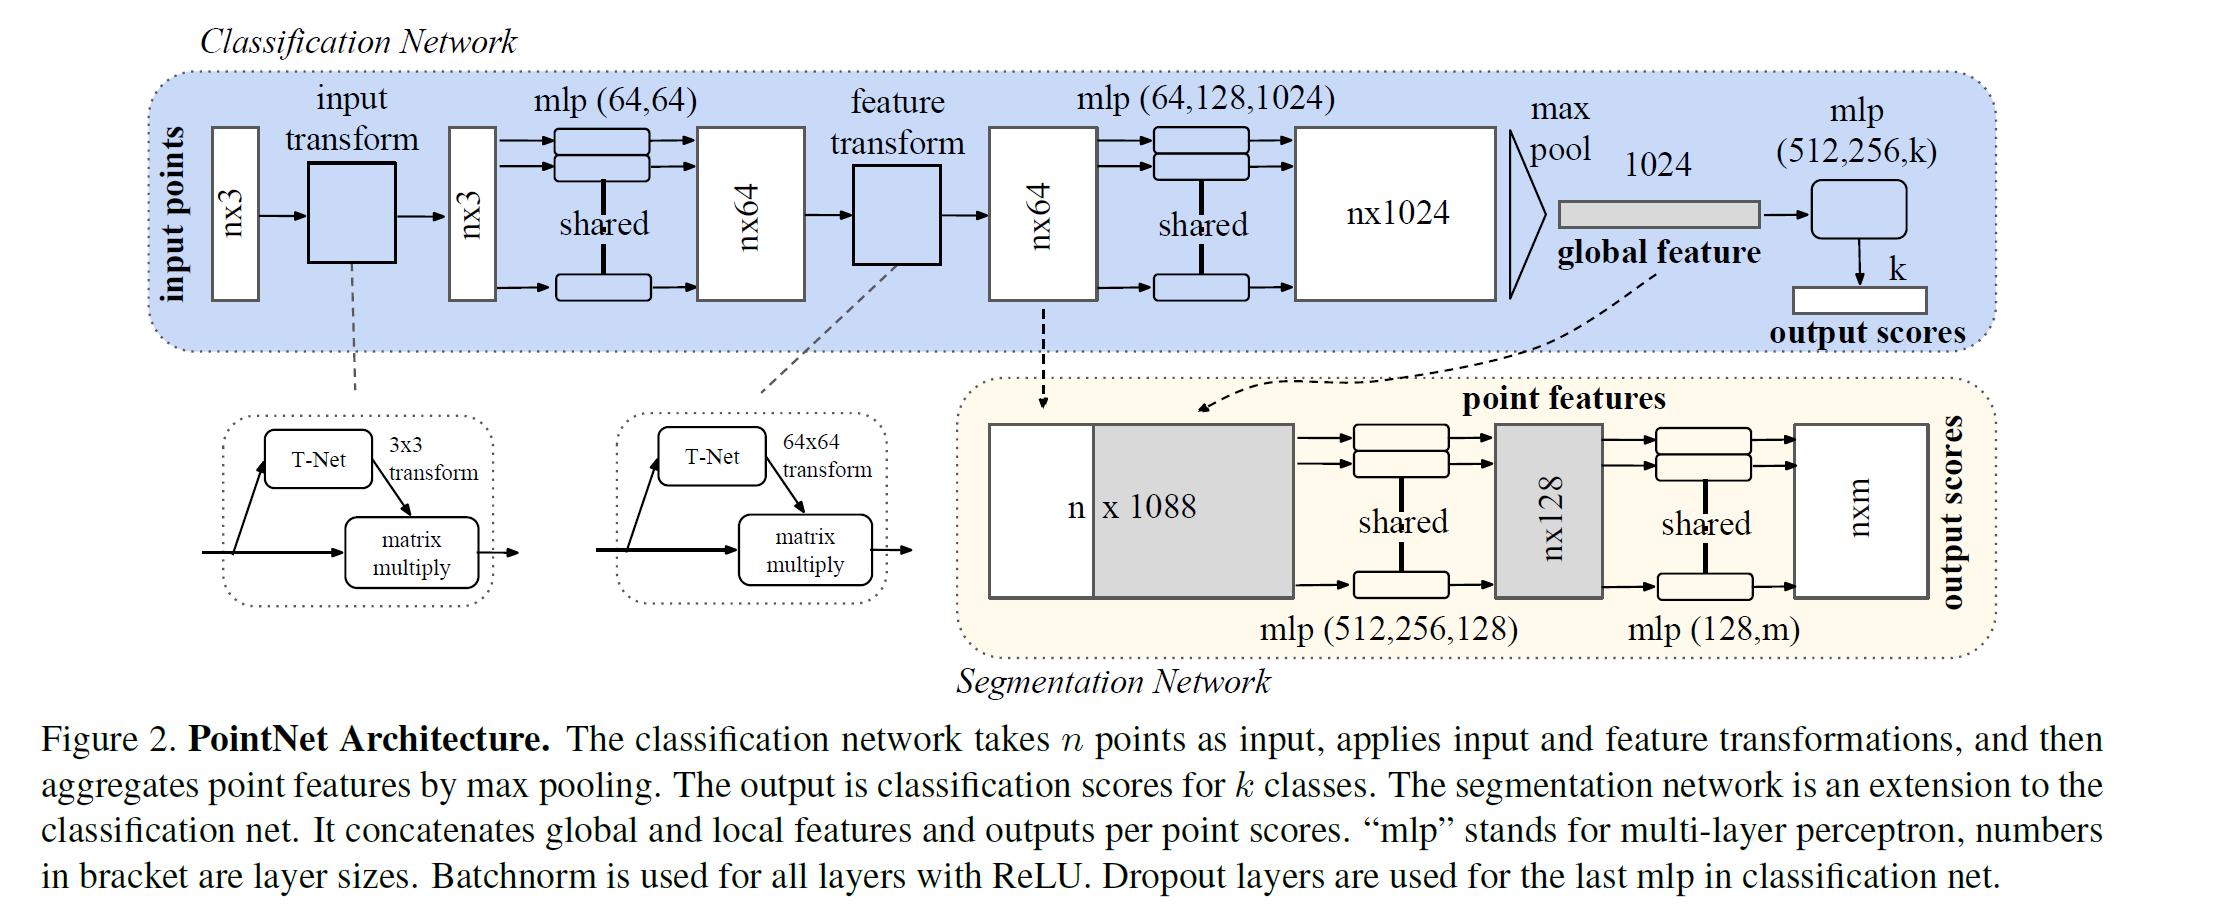 Classification Network
input points
nx3
input
transform
nx3
mlp (64,64)
shared
nx64
feature
transform
nx64
mlp (64,128,1024)
shared
nx1024
max
pool
1024
global feature
mlp
(512,256,k)
k
output scores
T-Net
3x3
transform
matrix
multiply
T-Net
64x64
transform
matrix
multiply
point features
n x 1088
shared
mlp (512,256,128)
nx128
shared
mlp (128,m)
nxm
output scores
Segmentation Network
Figure 2. PointNet Architecture. The classification network takes n points as input, applies input and feature transformations, and then
aggregates point features by max pooling. The output is classification scores for k classes. The segmentation network is an extension to the
classification net. It concatenates global and local features and outputs per point scores. “mlp” stands for multi-layer perceptron, numbers
in bracket are layer sizes. Batchnorm is used for all layers with ReLU. Dropout layers are used for the last mlp in classification net.